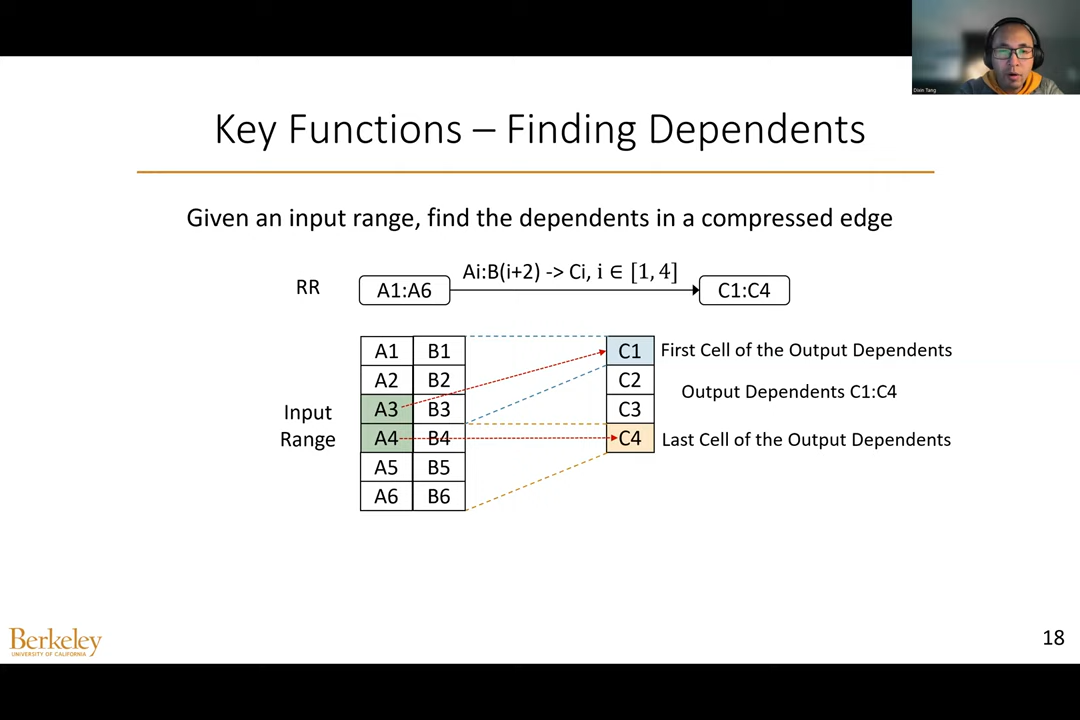 Dixin Tang
Key Functions – Finding Dependents
Given an input range, find the dependents in a compressed edge
RR
A1:A6
Ai:B(i+2) -> Ci, i ∈ [1, 4]
C1:C4
A1 B1 C1 First Cell of the Output Dependents
A2 B2 C2
Output Dependents C1:C4
A3 B3 C3
Input
Range
A4 B4 C4 Last Cell of the Output Dependents
A5 B5
A6 B6
Berkeley
UNIVERSITY OF CALIFORNIA
18